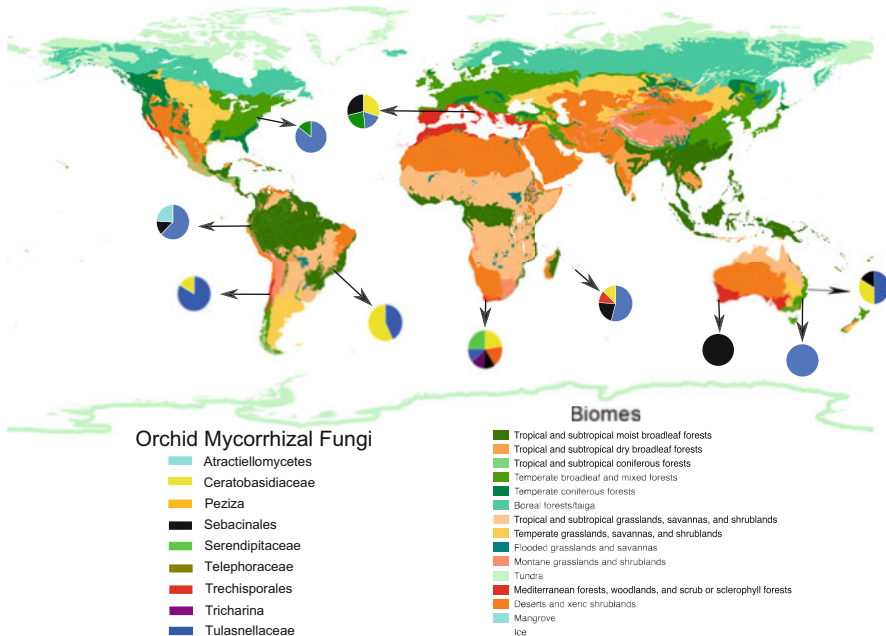 Biomes
Orchid Mycorrhizal Fungi
Atractiellomycetes
Ceratobasidiaceae
Peziza
Sebacinales
Serendipitaceae
Telephoraceae
Trechisporales
Tricharina
Tulasnellaceae
Tropical and subtropical moist broadleaf forests
Tropical and subtropical dry broadleaf forests
Tropical and subtropical coniferous forests
Temperate broadleaf and mixed forests
Temperate coniferous forests
Boreal forests/taiga
Tropical and subtropical grasslands, savannas, and shrublands
Temperate grasslands, savannas, and shrublands
Flooded grasslands and savannas
Montane grasslands and shrublands
Tundra
Mediterranean forests, woodlands, and scrub or sclerophyll forests
Deserts and xeric shrublands
Mangrove
Ice